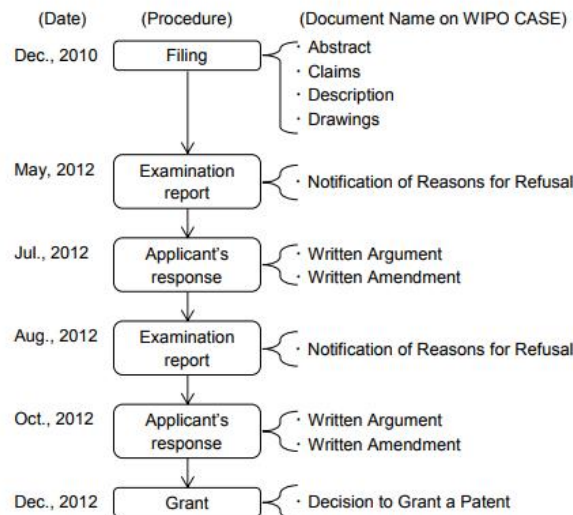 (Date) (Procedure) (Document Name on WIPO CASE)
Dec., 2010 Filing
· Abstract
· Claims
· Description
· Drawings
May, 2012 Examination
report
· Notification of Reasons for Refusal
Jul., 2012 Applicant's
response
· Written Argument
· Written Amendment
Aug., 2012 Examination
report
· Notification of Reasons for Refusal
Oct., 2012 Applicant's
response
· Written Argument
· Written Amendment
Dec., 2012 Grant · Decision to Grant a Patent